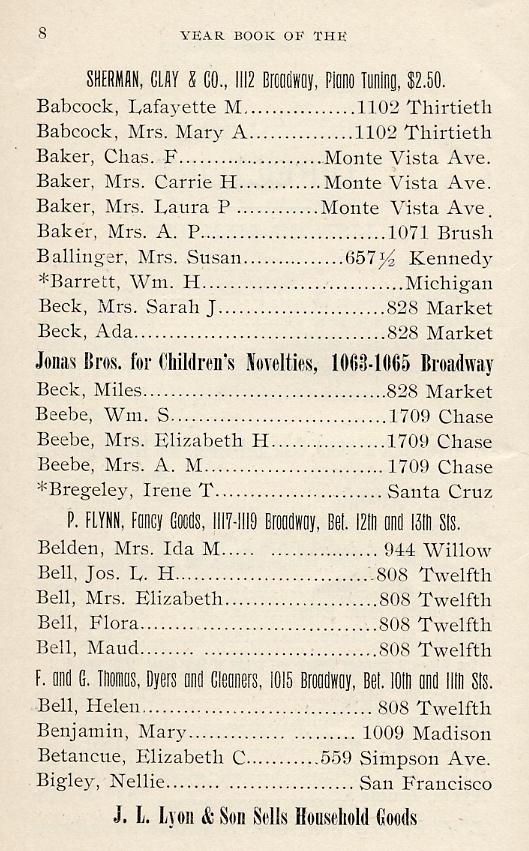 8 YEAR BOOK OF THE
SHERMAN, CLAY & CO., 1112 Broadway, Piano Tuning, $2.50.
Babcock, Lafayette M..............1102 Thirtieth
Babcock, Mrs. Mary A..............1102 Thirtieth
Baker, Chas. F....................Monte Vista Ave.
Baker, Mrs. Carrie H...........Monte Vista Ave.
Baker, Mrs. Laura P ...........Monte Vista Ave.
Baker, Mrs. A. P.........................1071 Brush
Ballinger, Mrs. Susan..............657½ Kennedy
*Barrett, Wm. H..........................Michigan
Beck, Mrs. Sarah J.......................828 Market
Beck, Ada..................................828 Market
Jonas Bros. for Children's Novelties, 1063-1065 Broadway
Beck, Miles.................................828 Market
Beebe, Wm. S.............................1709 Chase
Beebe, Mrs. Elizabeth H...............1709 Chase
Beebe, Mrs. A. M........................1709 Chase
*Bregeley, Irene T....................... Santa Cruz
P. FLYNN, Fancy Goods, 1117-1119 Broadway, Bet. 12th and 13th Sts.
Belden, Mrs. Ida M..... .............. 944 Willow
Bell, Jos. L. H..........................808 Twelfth
Bell, Mrs. Elizabeth....................808 Twelfth
Bell, Flora...............................808 Twelfth
Bell, Maud........ .....................808 Twelfth
F. and G. Thomas, Dyers and Cleaners, 1015 Broadway, Bet. 10th and 11th Sts.
Bell, Helen............................... 808 Twelfth
Benjamin, Mary............ ......... 1009 Madison
Betancue, Elizabeth C..........559 Simpson Ave.
Bigley, Nellie........ .................. San Francisco
J. L. Lyon & Son Sells Household Goods